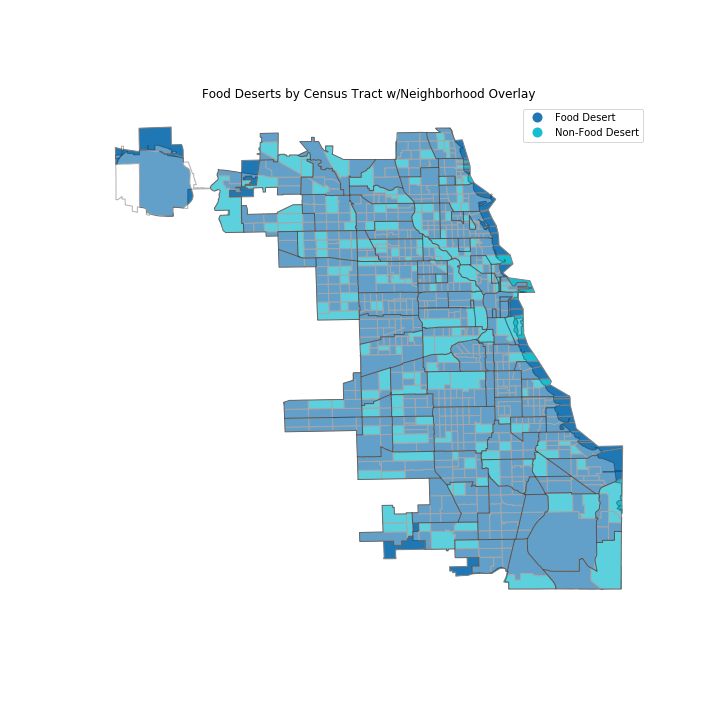 Food Deserts by Census Tract w/Neighborhood Overlay
Food Desert
Non-Food Desert